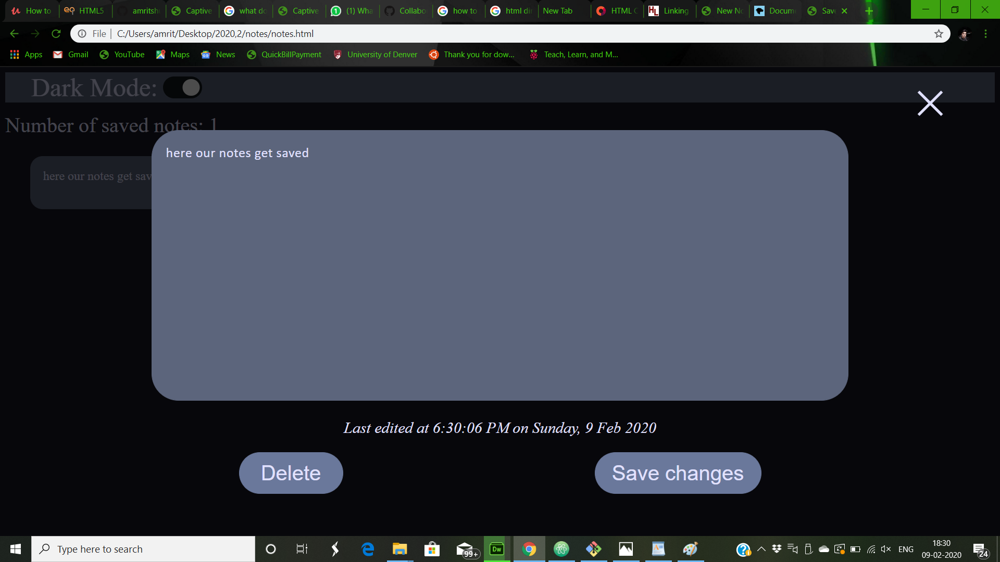 How to
HTML5
amritsh
Captive
what do
Captive
(1) Wha
Collabo
how to
html di
New Tab
HTML C
Linking
New No
Docum
Sav
File
C:/Users/amrit/Desktop/2020,2/notes/notes.html
Apps
Gmail
YouTube
Maps
News
QuickBillPayment
University of Denver
Thank you for dow...
Teach, Learn, and M...
Dark Mode:
Number of saved notes: 1
here our notes get sav
here our notes get saved
Last edited at 6:30:06 PM on Sunday, 9 Feb 2020
Delete
Save changes
Type here to search
99+
Dw
ENG
18:30
09-02-2020
24